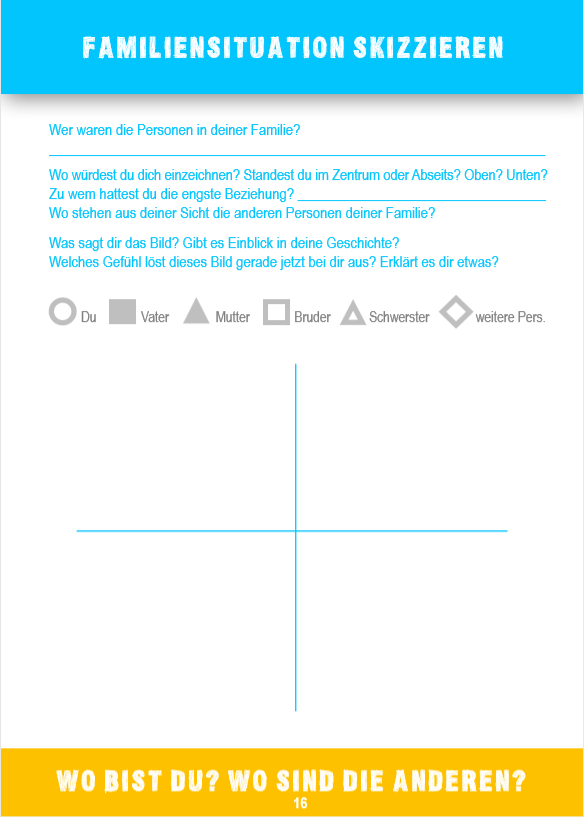 FAMILIENSITUATION SKIZZIEREN
Wer waren die Personen in deiner Familie?
Wo würdest du dich einzeichnen? Standest du im Zentrum oder Abseits? Oben? Unten?
Zu wem hattest du die engste Beziehung?
Wo stehen aus deiner Sicht die anderen Personen deiner Familie?
Was sagt dir das Bild? Gibt es Einblick in deine Geschichte?
Welches Gefühl löst dieses Bild gerade jetzt bei dir aus? Erklärt es dir etwas?
Du Vater Mutter Bruder Schwerster weitere Pers.
WO BIST DU? WO SIND DIE ANDEREN?
16